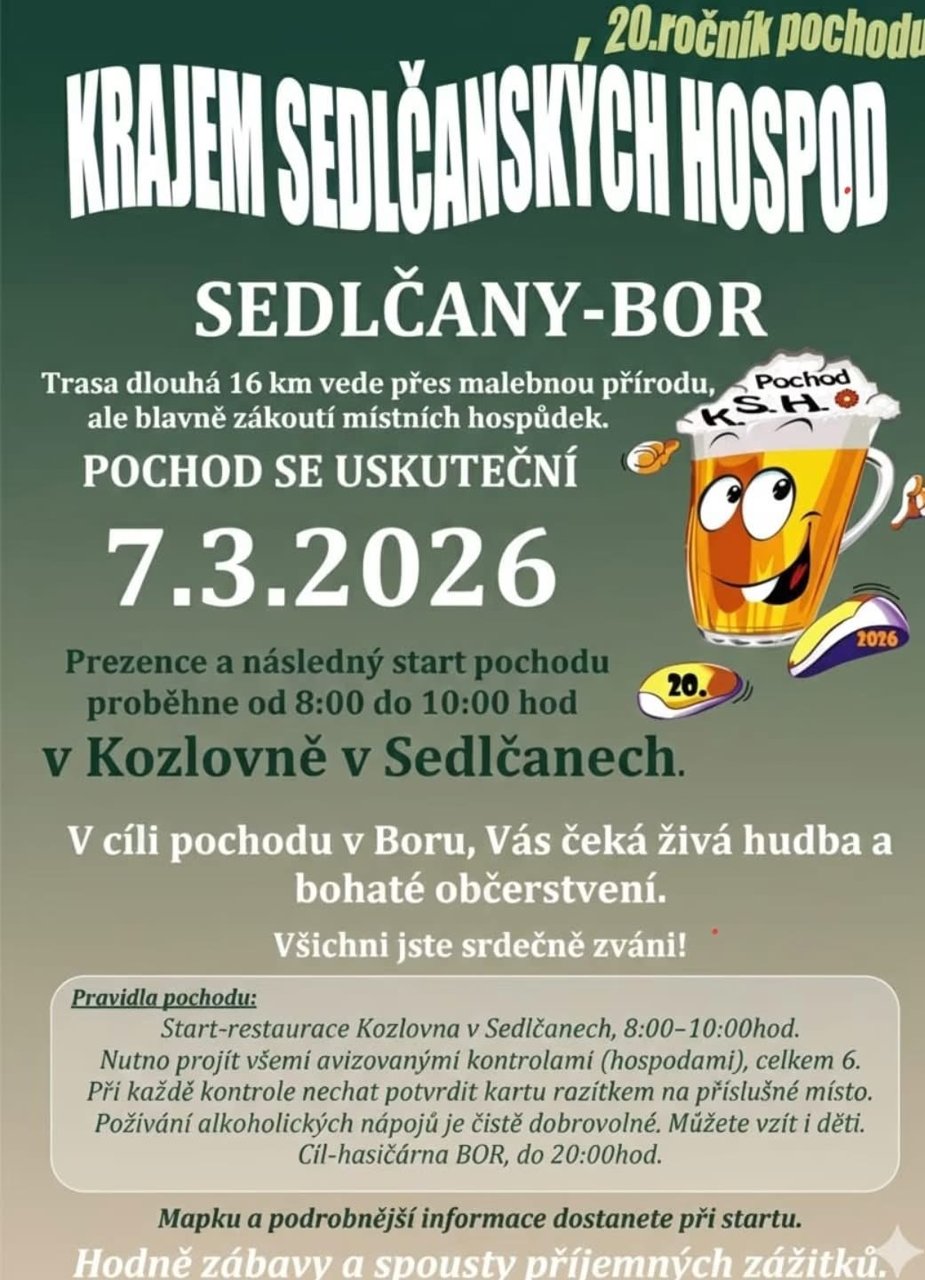 , 20.ročník pochodu
KRAJEM SEDLČANSKÝCH HOSPOD
SEDLČANY-BOR
Trasa dlouhá 16 km vede přes malebnou přírodu,
ale blavně zákoutí místních hospůdek.
POCHOD SE USKUTEČNÍ
7.3.2026
Pochod
K.S.H.
2026
20.
Prezence a následný start pochodu
proběhne od 8:00 do 10:00 hod
v Kozlovně v Sedlčanech.
V cíli pochodu v Boru, Vás čeká živá hudba a
bohaté občerstvení.
Všichni jste srdečně zváni!
Pravidla pochodu:
Start-restaurace Kozlovna v Sedlčanech, 8:00–10:00hod.
Nutno projít všemí avizovanýmí kontrolamí (hospodami), celkem 6.
Při každě kontrole nechat potvrdit kartu razítkem na příslušné místo.
Požívání alkoholických nápojů je čistě dobrovolné. Můžete vzít i děti.
Cíl-hasičárna BOR, do 20:00hod.
Mapku a podrobnější informace dostanete při startu.
Hodně zábavy a spousty příjemných zážitků.